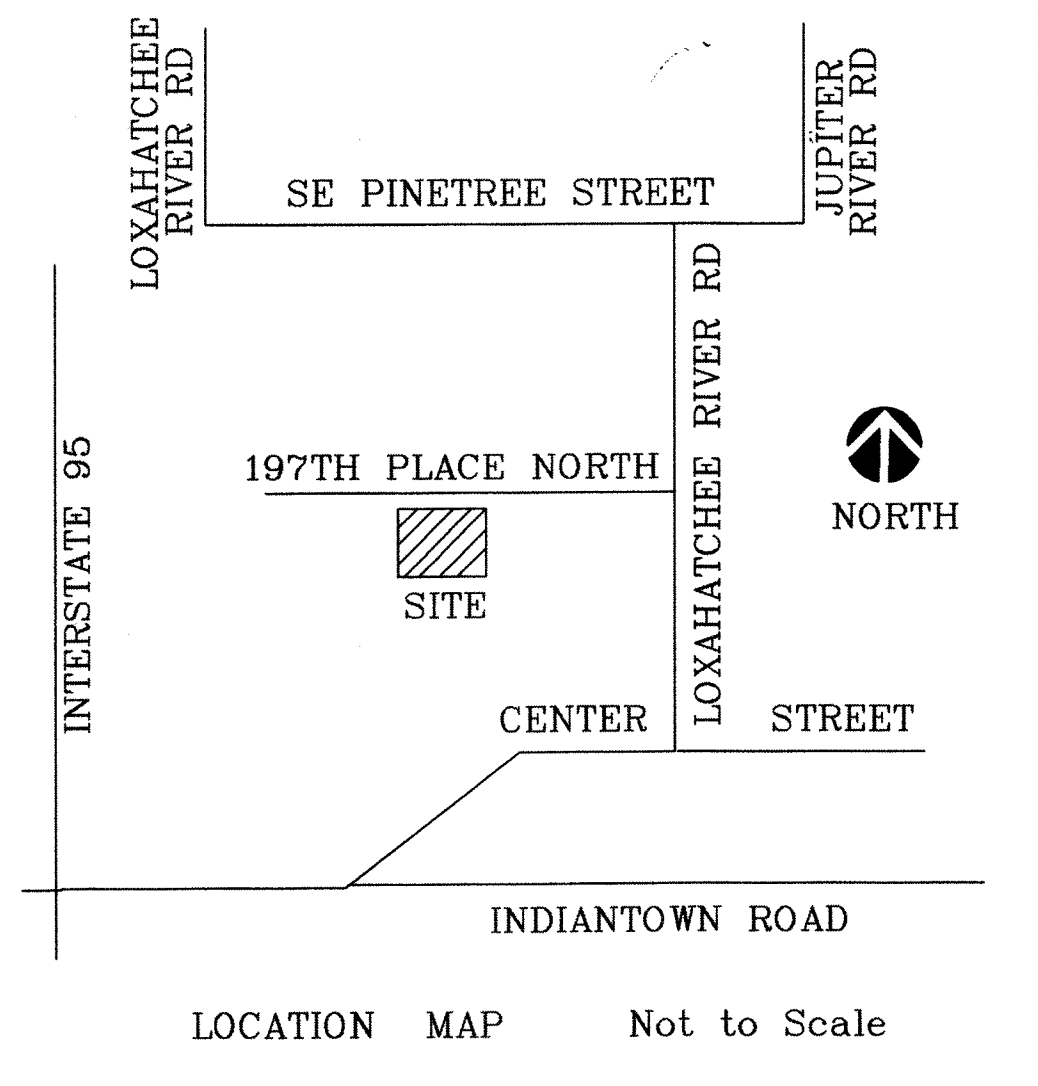 LOXAHATCHEE
RIVER RD
JUPITER
RIVER RD
SE PINETREE STREET
LOXAHATCHEE RIVER RD
INTERSTATE 95
197TH PLACE NORTH
NORTH
SITE
CENTER STREET
INDIANTOWN ROAD
LOCATION MAP Not to Scale